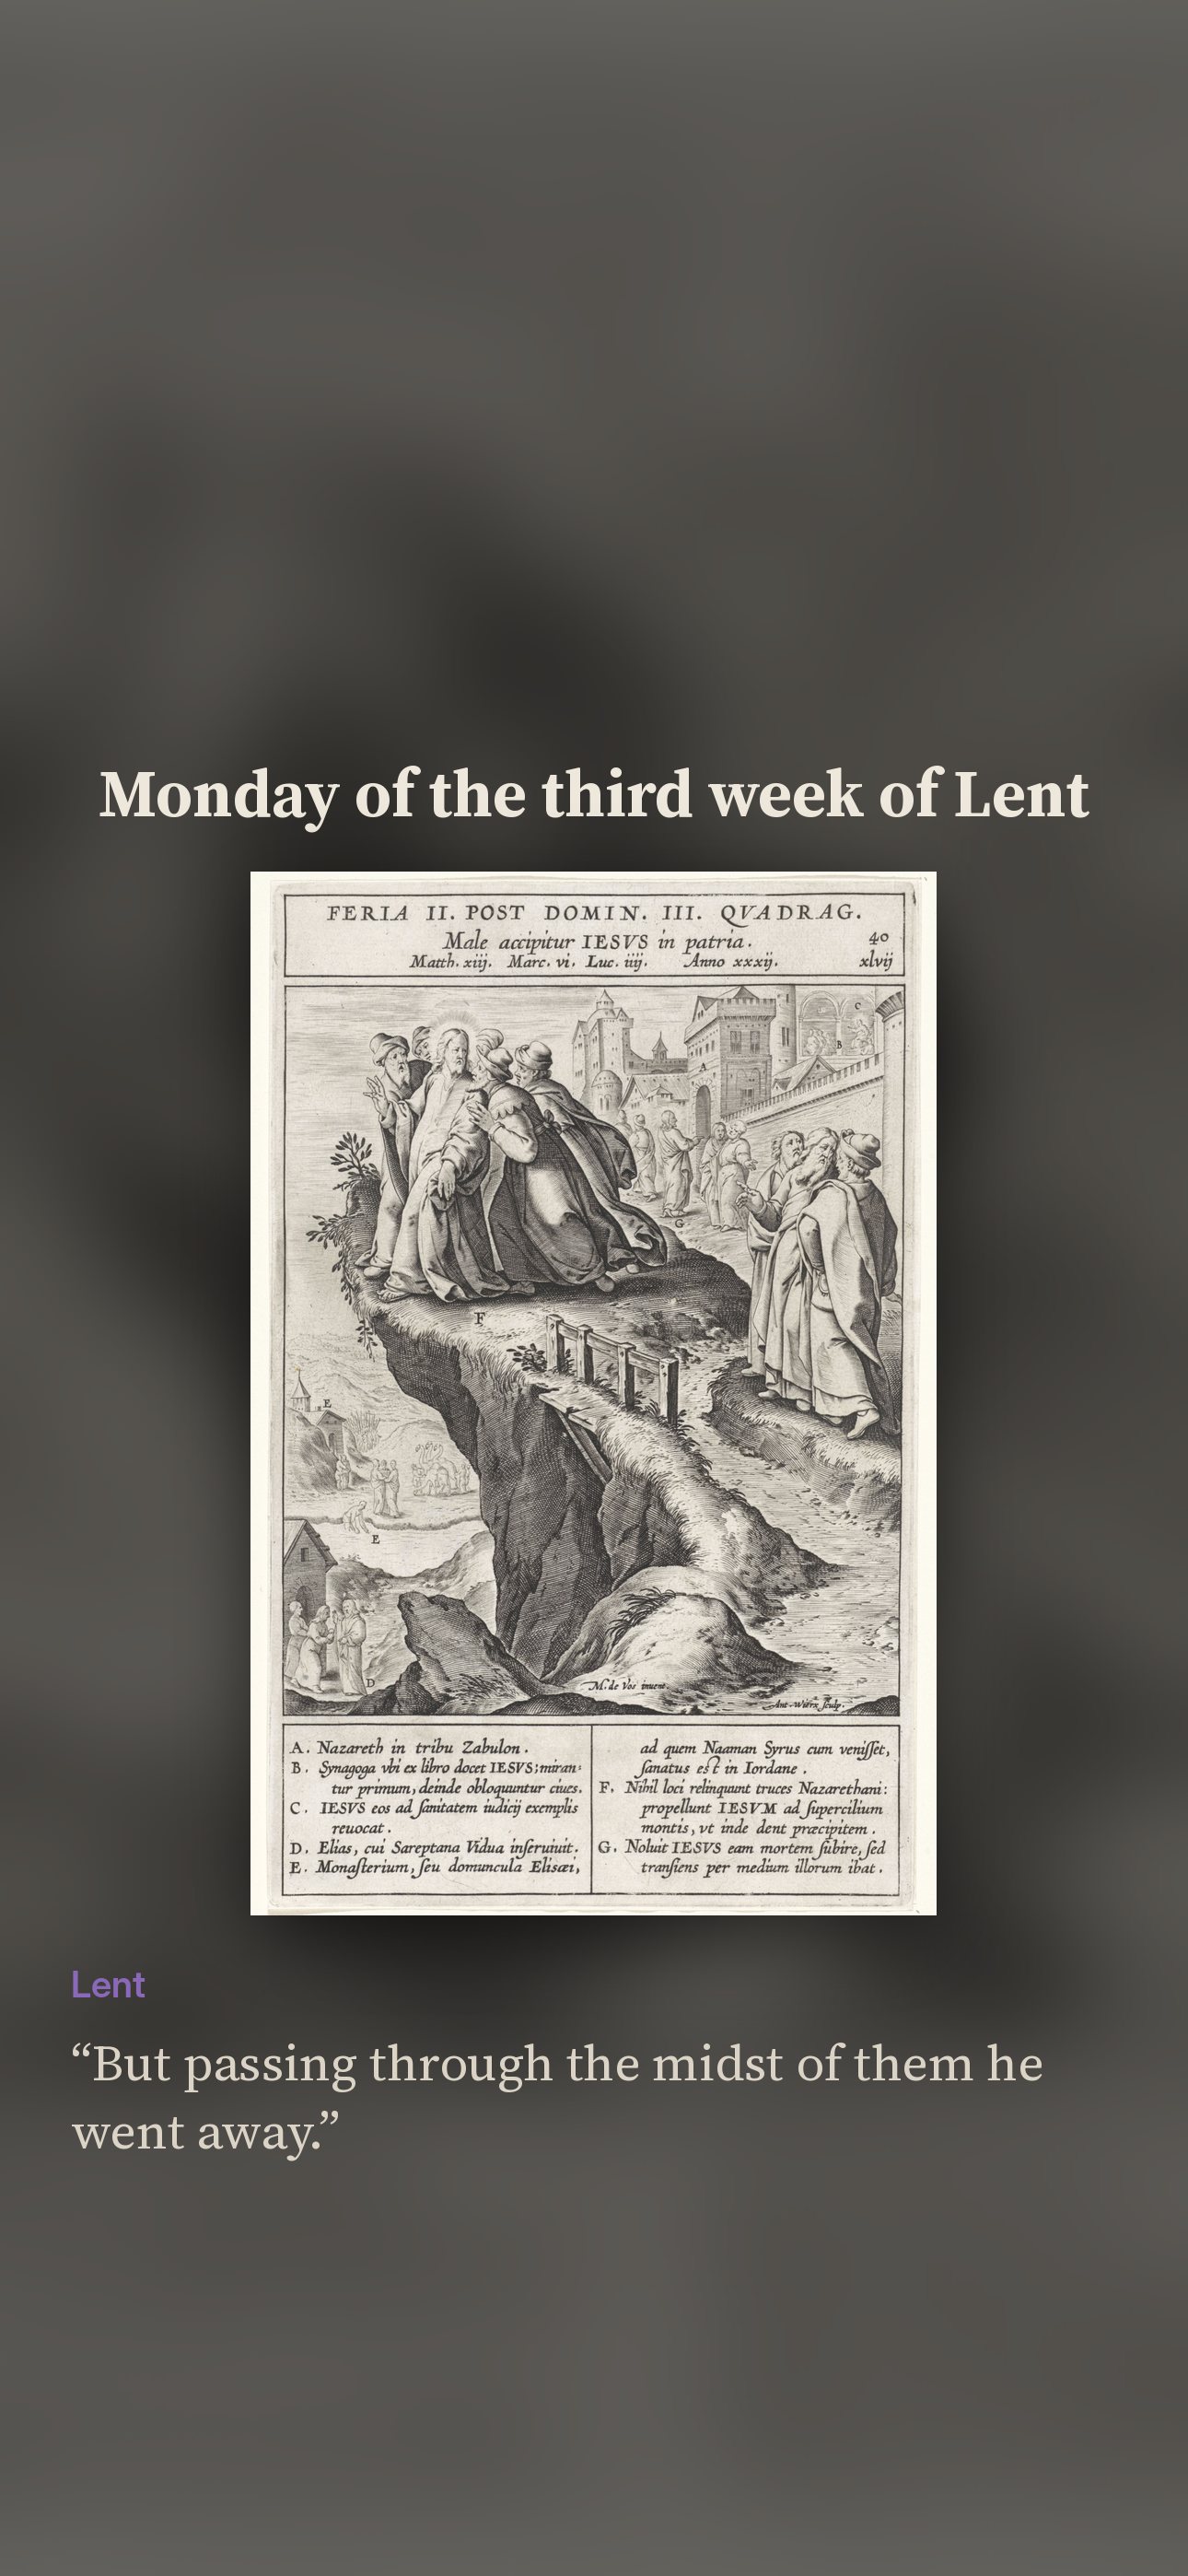 Monday of the third week of Lent
FERIA II. POST DOMIN. III. QVADRAG.
Male accipitur IESVS in patria.
40
Matth. xiij. Marc. vi. Luc. iiij. Anno xxxij.
xlvij
C
B
A
G
F
E
E
D
M. de Vos inuent.
Ant. Wierx sculp.
A. Nazareth in tribu Zabulon.
B. Synagoga vbi ex libro docet IESVS; miran:
tur primum, deinde obloquuntur ciues.
C. IESVS eos ad ſanitatem iudicij exemplis
reuocat.
D. Elias, cui Sareptana Vidua inſeruiuit.
E. Monaſterium, ſeu domuncula Elisæi,
ad quem Naaman Syrus cum veniſſet,
ſanatus est in Iordane.
F. Nihil loci relinquunt truces Nazarethani:
propellunt IESVM ad ſupercilium
montis, vt inde dent præcipitem.
G. Noluit IESVS eam mortem ſubire, ſed
tranſiens per medium illorum ibat.
Lent
“But passing through the midst of them he
went away.”